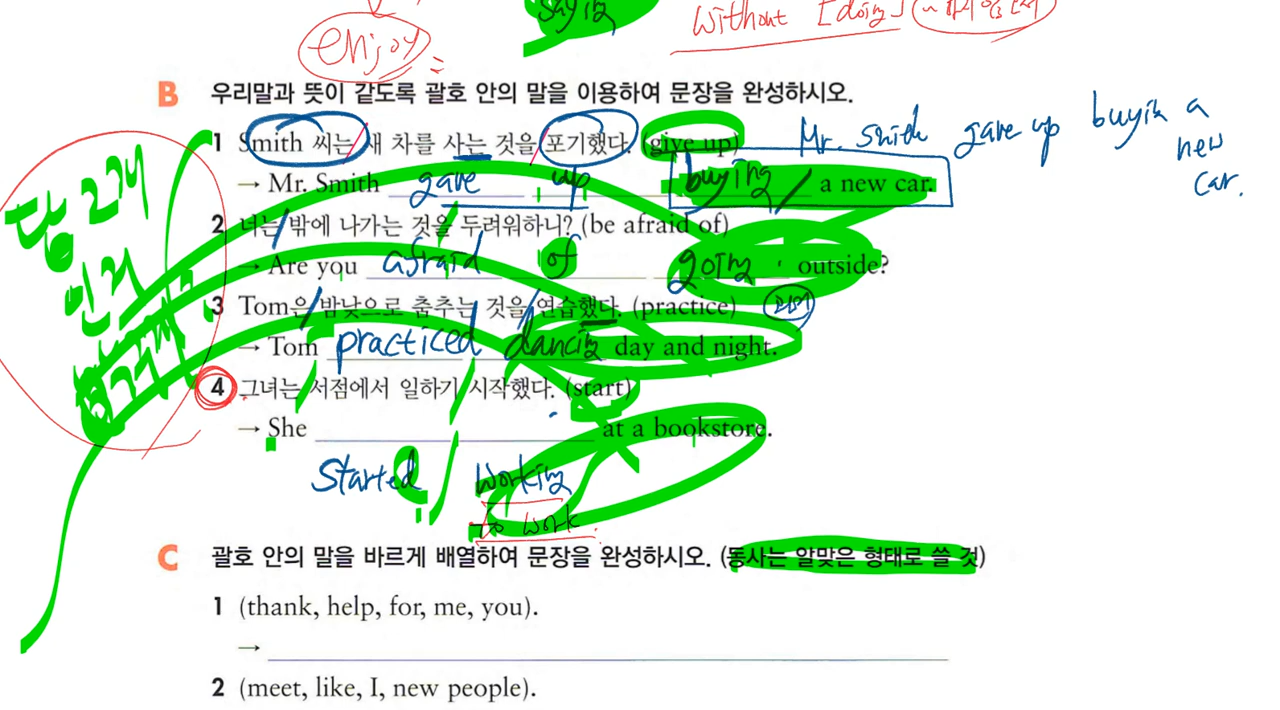 saying
without [doing] ~하지 않은 채
enjoy
B 우리말과 뜻이 같도록 괄호 안의 말을 이용하여 문장을 완성하시오.
1 Smith 씨는 새 차를 사는 것을 포기했다. (give up)
→ Mr. Smith gave up buying a new car.
Mr. smith gave up buyin a
new
car.
2 너는 밖에 나가는 것을 두려워하니? (be afraid of)
→ Are you afraid of going outside?
3 Tom은 밤낮으로 춤추는 것을 연습했다. (practice)
→ Tom practiced dancing day and night.
4 그녀는 서점에서 일하기 시작했다. (start)
→ She at a bookstore.
Started working
to work
C 괄호 안의 말을 바르게 배열하여 문장을 완성하시오. (동사는 알맞은 형태로 쓸 것)
1 (thank, help, for, me, you).
→
2 (meet, like, I, new people).